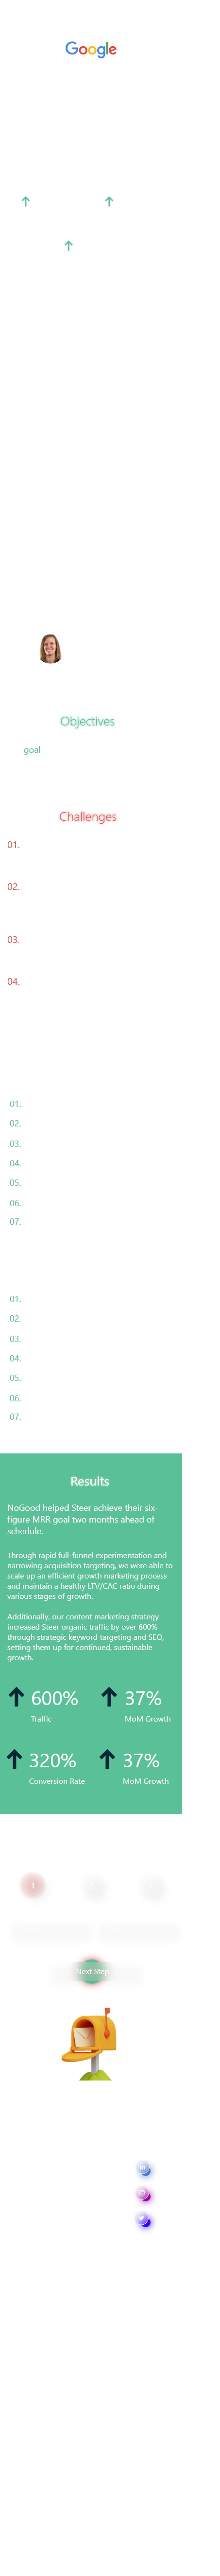 Google
Objectives
goal
Challenges
01.
02.
03.
04.
01.
02.
03.
04.
05.
06.
07.
01.
02.
03.
04.
05.
06.
07.
Results
NoGood helped Steer achieve their six-
figure MRR goal two months ahead of
schedule.
Through rapid full-funnel experimentation and
narrowing acquisition targeting, we were able to
scale up an efficient growth marketing process
and maintain a healthy LTV/CAC ratio during
various stages of growth.
Additionally, our content marketing strategy
increased Steer organic traffic by over 600%
through strategic keyword targeting and SEO,
setting them up for continued, sustainable
growth.
600% 37%
Traffic MoM Growth
320% 37%
Conversion Rate MoM Growth
1
Next Step